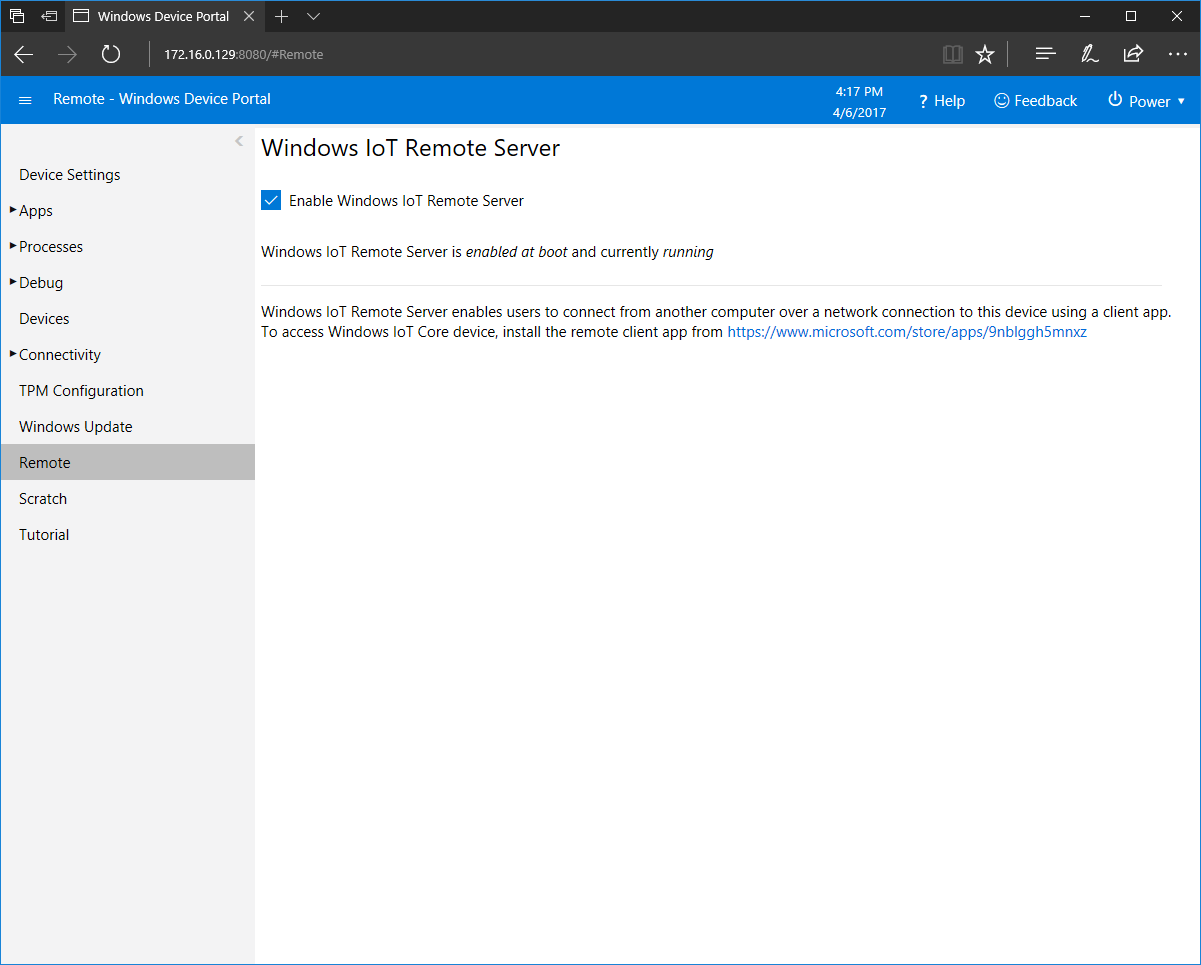 Windows Device Portal
172.16.0.129:8080/#Remote
Remote - Windows Device Portal
4:17 PM
4/6/2017
? Help
Feedback
Power
Device Settings
Apps
Processes
Debug
Devices
Connectivity
TPM Configuration
Windows Update
Remote
Scratch
Tutorial
Windows IoT Remote Server
Enable Windows IoT Remote Server
Windows IoT Remote Server is enabled at boot and currently running
Windows IoT Remote Server enables users to connect from another computer over a network connection to this device using a client app.
To access Windows IoT Core device, install the remote client app from https://www.microsoft.com/store/apps/9nblggh5mnxz